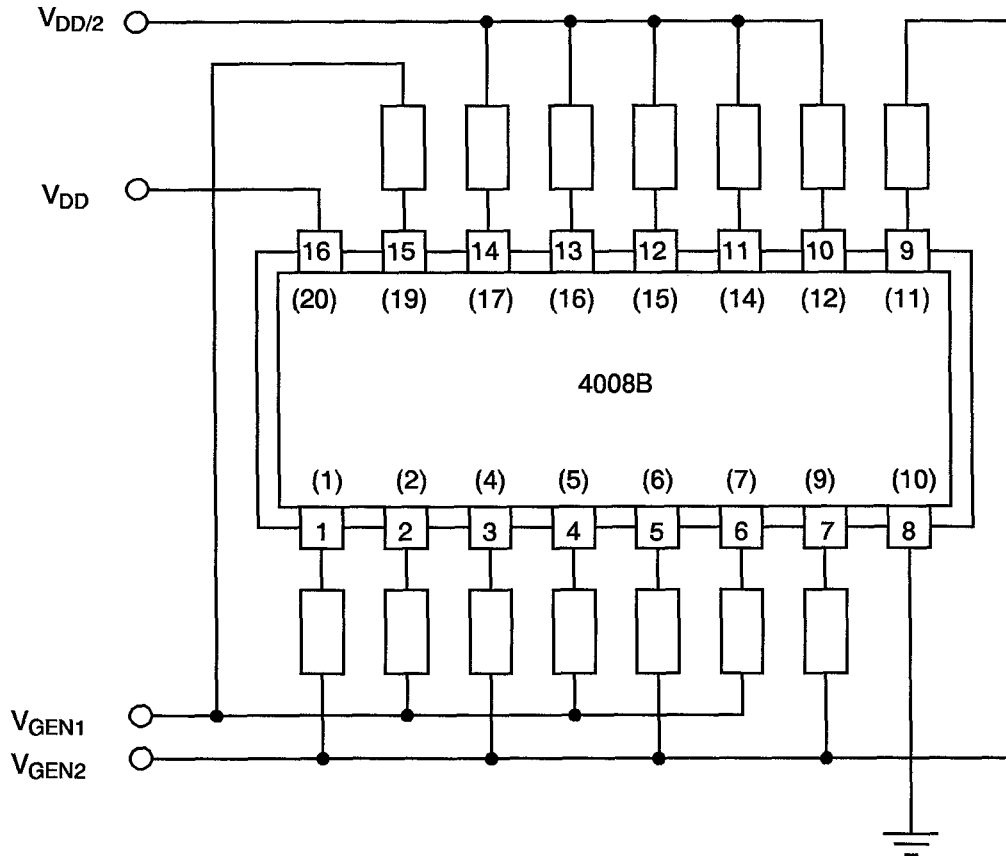 VDD/2
VDD
16 15 14 13 12 11 10 9
(20) (19) (17) (16) (15) (14) (12) (11)
4008B
(1) (2) (4) (5) (6) (7) (9) (10)
1 2 3 4 5 6 7 8
VGEN1
VGEN2